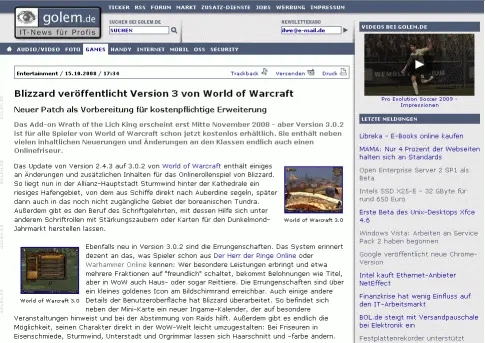 golem.de
IT-News für Profis
TICKER RSS FORUM MARKT ZUSATZ-DIENSTE JOBS WERBUNG IMPRESSUM
SUCHEN BEI GOLEM.DE
NEWSLETTERABO
ihre@e-mail.de
AUDIO/VIDEO FOTO GAMES HANDY INTERNET MOBIL OSS SECURITY
Entertainment / 15.10.2008 / 17:34
Trackback Versenden Druck
Blizzard veröffentlicht Version 3 von World of Warcraft
Neuer Patch als Vorbereitung für kostenpflichtige Erweiterung
Das Add-on Wrath of the Lich King erscheint erst Mitte November 2008 - aber Version 3.0.2
ist für alle Spieler von World of Warcraft schon jetzt kostenlos erhältlich. Sie enthält neben
vielen inhaltlichen Neuerungen und Änderungen an den Klassen endlich auch einen
Onlinefriseur.
Das Update von Version 2.4.3 auf 3.0.2 von World of Warcraft enthält einiges
an Änderungen und zusätzlichen Inhalten für das Onlinerollenspiel von Blizzard.
So liegt nun in der Allianz-Hauptstadt Sturmwind hinter der Kathedrale ein
riesiges Hafengebiet, von dem aus Schiffe direkt nach Auberdine segeln, später
dann auch in das noch nicht zugängliche Gebiet der boreanischen Tundra.
Außerdem gibt es den Beruf des Schriftgelehrten, mit dessen Hilfe sich unter
anderem Schriftrollen mit Stärkungszaubern oder Karten für den Dunkelmond-
Jahrmarkt herstellen lassen.
World of Warcraft 3.0
Ebenfalls neu in Version 3.0.2 sind die Errungenschaften. Das System erinnert
dezent an das, was Spieler schon aus Der Herr der Ringe Online oder
Warhammer Online kennen: Wer besondere Leistungen erbringt und etwa
mehrere Fraktionen auf "freundlich" schaltet, bekommt Belohnungen wie Titel,
aber in WoW auch Haus- oder sogar Reittiere. Die Errungenschaften sind über
ein kleines goldenes Icon am Bildschirmrand erreichbar. Auch einige andere
World of Warcraft 3.0
Details der Benutzeroberfläche hat Blizzard überarbeitet. So befindet sich
neben der Mini-Karte ein neuer Ingame-Kalender, der auf besondere
Veranstaltungen hinweist und bei der Abstimmung von Raids hilft. Außerdem gibt es endlich die
Möglichkeit, seinen Charakter direkt in der WoW-Welt leicht umzugestalten: Bei Friseuren in
Eisenschmiede, Sturmwind, Unterstadt und Orgrimmar lassen sich Haarschnitt und -farbe ändern.
VIDEOS BEI GOLEM.DE
Pro Evolution Soccer 2009 -
Impressionen
LETZTE MELDUNGEN
Libreka - E-Books online kaufen
MAMA: Nur 4 Prozent der Webseiten
halten sich an Standards
Open Enterprise Server 2 SP1 als
Beta
Intels SSD X25-E - 32 GByte für
rund 650 Euro
Erste Beta des Unix-Desktops Xfce
4.6
Windows Vista: Arbeiten an Service
Pack 2 haben begonnen
Google veröffentlicht neue Chrome-
Version
Intel kauft Ethernet-Anbieter
NetEffect
Finanzkrise hat wenig Einfluss auf
den IT-Arbeitsmarkt
BOL.de steigt mit Versandpauschale
bei Elektronik ein
Festplattenrekorder unterstützt